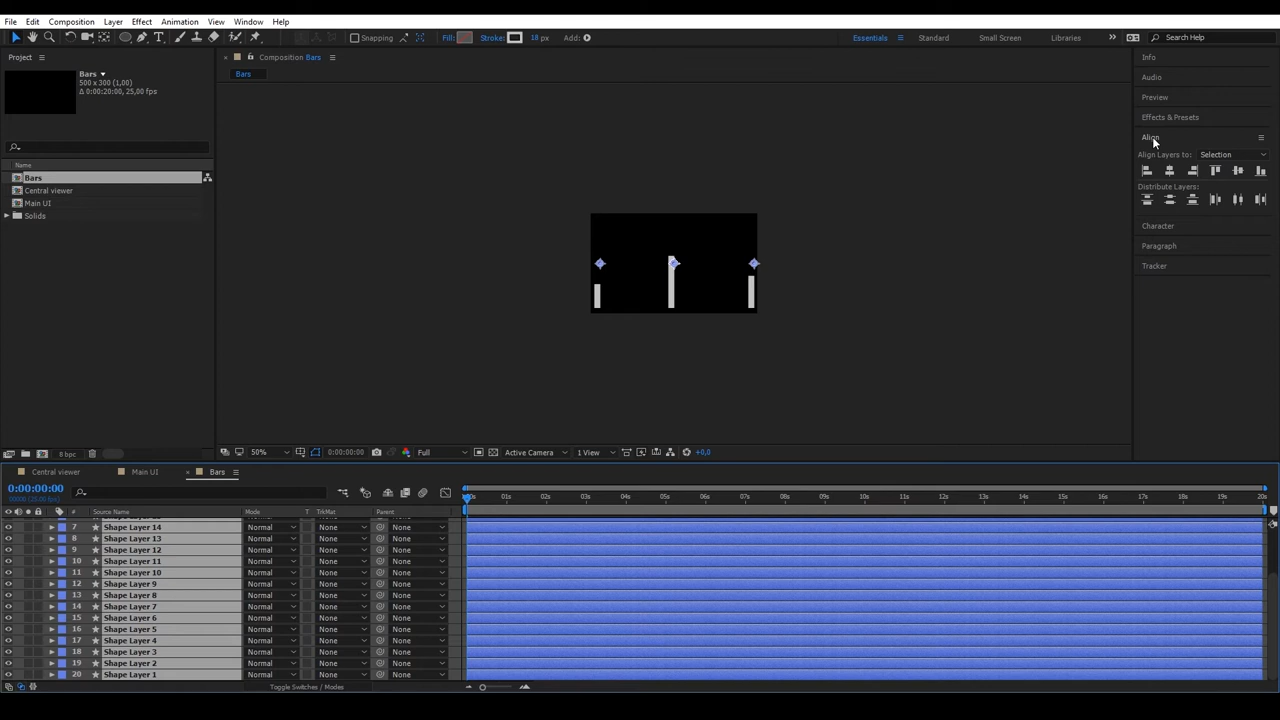 File Edit Composition Layer Effect Animation View Window Help
Snapping Fill: Stroke: 18 px Add: Essentials Standard Small Screen Libraries Search Help
Project
Composition Bars
Bars
Bars
500 x 300 (1,00)
Δ 0:00:20:00, 25,00 fps
Name
Bars
Central viewer
Main UI
Solids
8 bpc
50% 0:00:00:00 Full Active Camera 1 View +0,0
Info
Audio
Preview
Effects & Presets
Align
Align Layers to: Selection
Distribute Layers:
Character
Paragraph
Tracker
Central viewer Main UI Bars
0:00:00:00
00000 (25.00 fps)
01s 02s 03s 04s 05s 06s 07s 08s 09s 10s 11s 12s 13s 14s 15s 16s 17s 18s 19s 20s
# Source Name Mode T TrkMat Parent
7 Shape Layer 14 Normal None None
8 Shape Layer 13 Normal None None
9 Shape Layer 12 Normal None None
10 Shape Layer 11 Normal None None
11 Shape Layer 10 Normal None None
12 Shape Layer 9 Normal None None
13 Shape Layer 8 Normal None None
14 Shape Layer 7 Normal None None
15 Shape Layer 6 Normal None None
16 Shape Layer 5 Normal None None
17 Shape Layer 4 Normal None None
18 Shape Layer 3 Normal None None
19 Shape Layer 2 Normal None None
20 Shape Layer 1 Normal None None
Toggle Switches / Modes